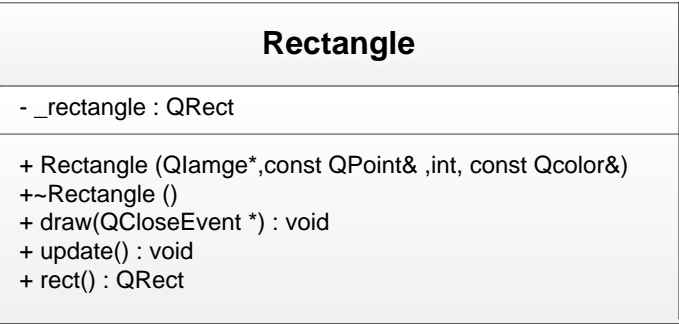 Rectangle
- _rectangle : QRect
+ Rectangle (QIamge*,const QPoint& ,int, const Qcolor&)
+~Rectangle ()
+ draw(QCloseEvent *) : void
+ update() : void
+ rect() : QRect